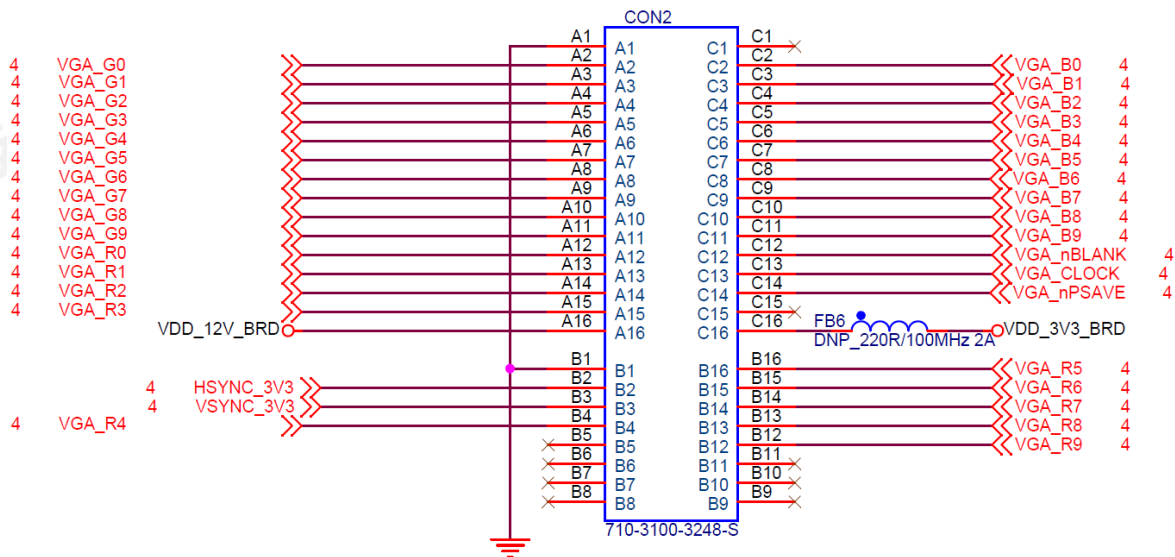 CON2
A1 A1 C1 C1
4 VGA_G0 A2 A2 C2 C2 VGA_B0 4
4 VGA_G1 A3 A3 C3 C3 VGA_B1 4
4 VGA_G2 A4 A4 C4 C4 VGA_B2 4
4 VGA_G3 A5 A5 C5 C5 VGA_B3 4
4 VGA_G4 A6 A6 C6 C6 VGA_B4 4
4 VGA_G5 A7 A7 C7 C7 VGA_B5 4
4 VGA_G6 A8 A8 C8 C8 VGA_B6 4
4 VGA_G7 A9 A9 C9 C9 VGA_B7 4
4 VGA_G8 A10 A10 C10 C10 VGA_B8 4
4 VGA_G9 A11 A11 C11 C11 VGA_B9 4
4 VGA_R0 A12 A12 C12 C12 VGA_nBLANK 4
4 VGA_R1 A13 A13 C13 C13 VGA_CLOCK 4
4 VGA_R2 A14 A14 C14 C14 VGA_nPSAVE 4
4 VGA_R3 A15 A15 C15 C15
VDD_12V_BRD A16 A16 C16 C16 FB6 VDD_3V3_BRD
DNP_220R/100MHz 2A
B1 B1 B16 B16 VGA_R5 4
4 HSYNC_3V3 B2 B2 B15 B15 VGA_R6 4
4 VSYNC_3V3 B3 B3 B14 B14 VGA_R7 4
4 VGA_R4 B4 B4 B13 B13 VGA_R8 4
B5 B5 B12 B12 VGA_R9 4
B6 B6 B11 B11
B7 B7 B10 B10
B8 B8 B9 B9
710-3100-3248-S